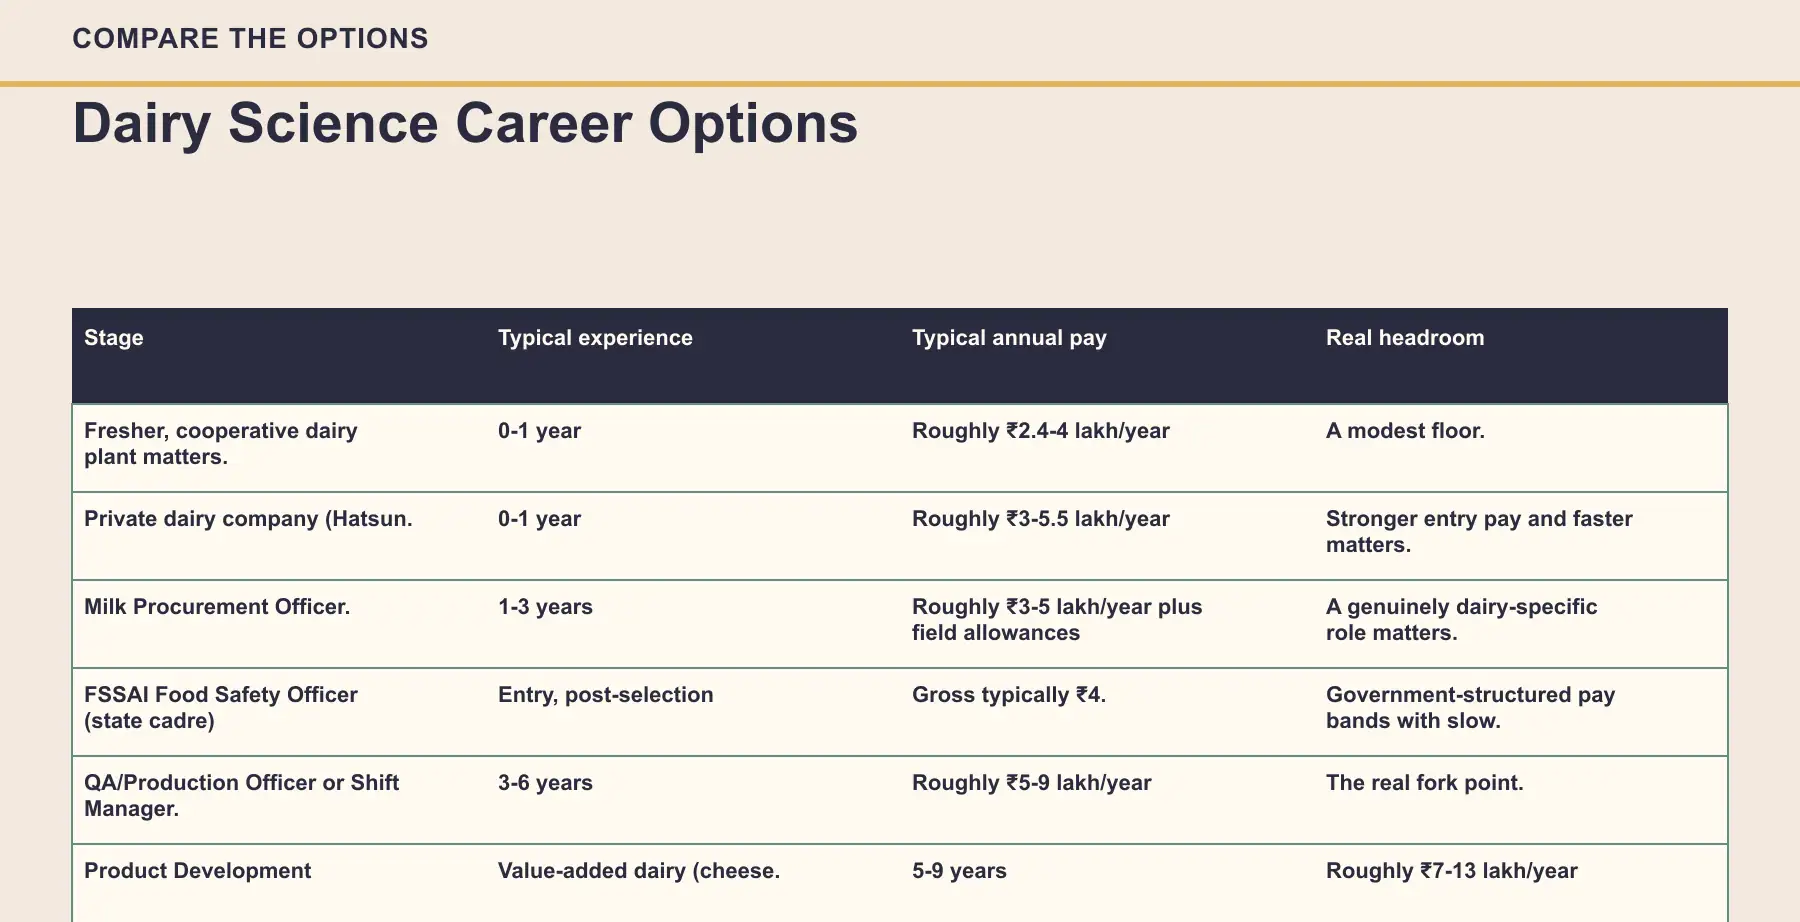 COMPARE THE OPTIONS
Dairy Science Career Options
Stage
Typical experience
Typical annual pay
Real headroom
Fresher, cooperative dairy
plant matters.
0-1 year
Roughly ₹2.4-4 lakh/year
A modest floor.
Private dairy company (Hatsun.
0-1 year
Roughly ₹3-5.5 lakh/year
Stronger entry pay and faster
matters.
Milk Procurement Officer.
1-3 years
Roughly ₹3-5 lakh/year plus
field allowances
A genuinely dairy-specific
role matters.
FSSAI Food Safety Officer
(state cadre)
Entry, post-selection
Gross typically ₹4.
Government-structured pay
bands with slow.
QA/Production Officer or Shift
Manager.
3-6 years
Roughly ₹5-9 lakh/year
The real fork point.
Product Development
Value-added dairy (cheese.
5-9 years
Roughly ₹7-13 lakh/year